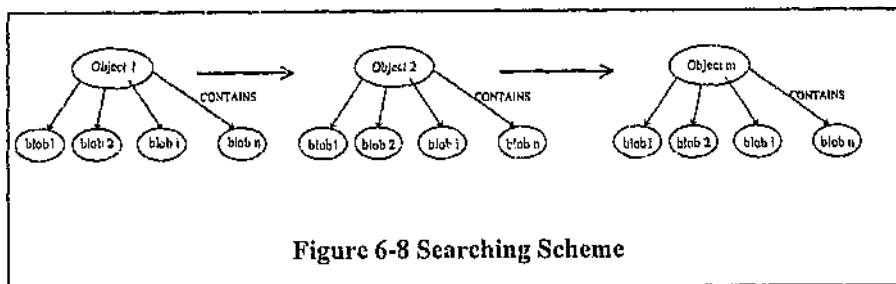 Object 1 Object 2 Object m
CONTAINS CONTAINS CONTAINS
blob1 blob 2 blob i blob n blob1 blob 2 blob i blob n blob1 blob 2 blob i blob n
Figure 6-8 Searching Scheme